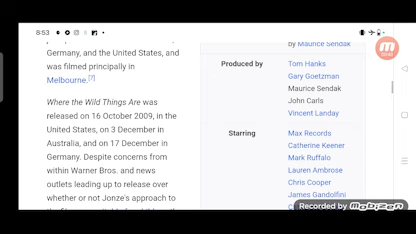 8:53
Germany, and the United States, and
was filmed principally in
Melbourne.[7]
Where the Wild Things Are was
released on 16 October 2009, in the
United States, on 3 December in
Australia, and on 17 December in
Germany. Despite concerns from
within Warner Bros. and news
outlets leading up to release over
whether or not Jonze's approach to
by Maurice Sendak
Produced by
Tom Hanks
Gary Goetzman
Maurice Sendak
John Carls
Vincent Landay
Starring
Max Records
Catherine Keener
Mark Ruffalo
Lauren Ambrose
Chris Cooper
James Gandolfini
Recorded by Mobizen